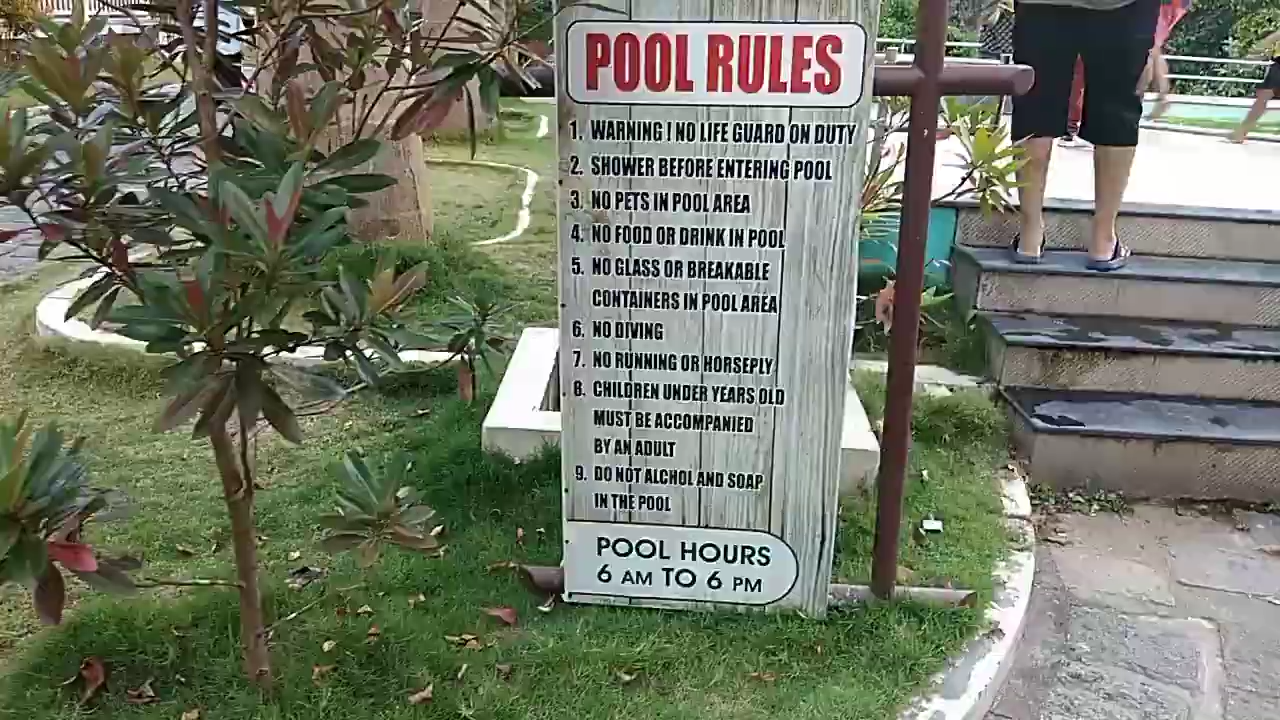 POOL RULES
1. WARNING ! NO LIFE GUARD ON DUTY
2. SHOWER BEFORE ENTERING POOL
3. NO PETS IN POOL AREA
4. NO FOOD OR DRINK IN POOL
5. NO GLASS OR BREAKABLE
CONTAINERS IN POOL AREA
6. NO DIVING
7. NO RUNNING OR HORSEPLY
8. CHILDREN UNDER YEARS OLD
MUST BE ACCOMPANIED
BY AN ADULT
9. DO NOT ALCHOL AND SOAP
IN THE POOL
POOL HOURS
6 AM TO 6 PM